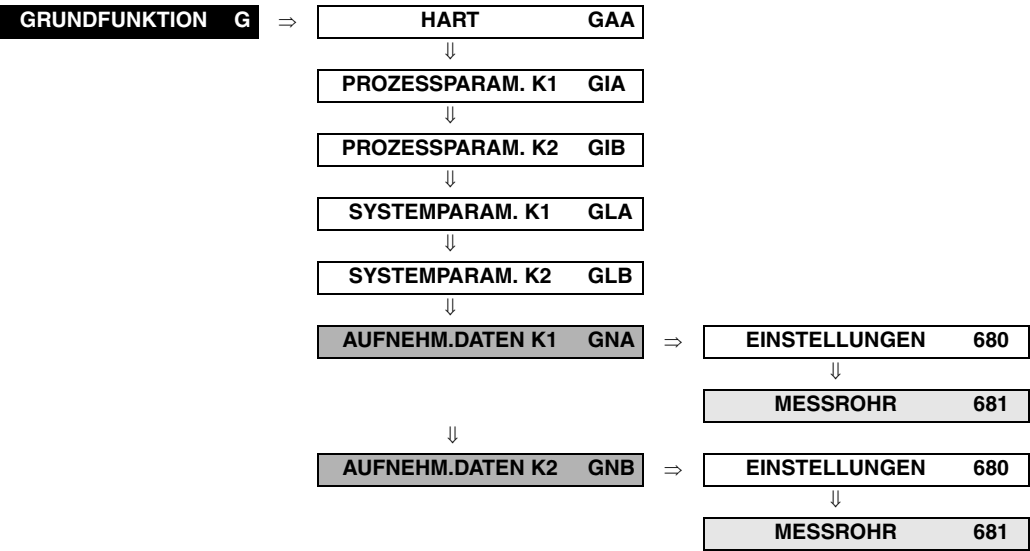 GRUNDFUNKTION G ⇒ HART GAA
⇓
PROZESSPARAM. K1 GIA
⇓
PROZESSPARAM. K2 GIB
⇓
SYSTEMPARAM. K1 GLA
⇓
SYSTEMPARAM. K2 GLB
⇓
AUFNEHM.DATEN K1 GNA ⇒ EINSTELLUNGEN 680
⇓
MESSROHR 681
⇓
AUFNEHM.DATEN K2 GNB ⇒ EINSTELLUNGEN 680
⇓
MESSROHR 681